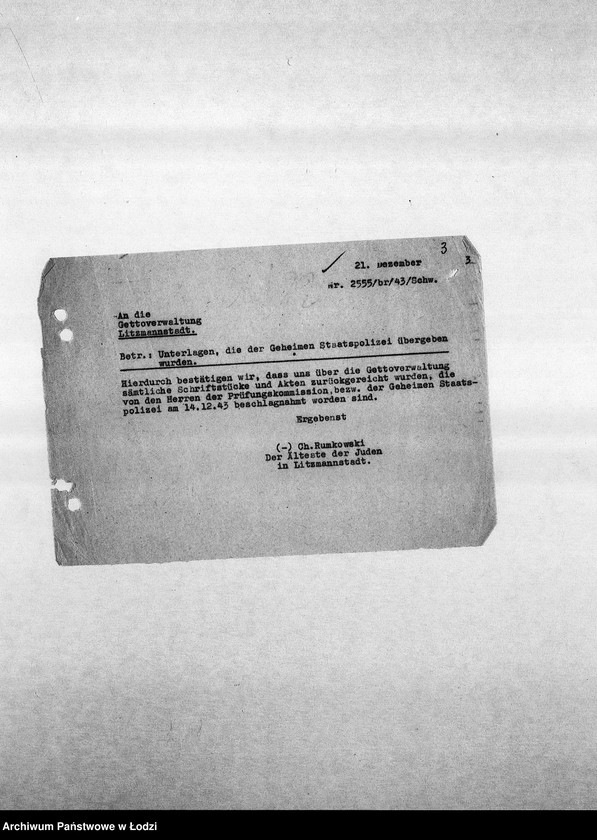 3
21. Dezember 3.
Nr. 2555/br/43/Schw.
An die
Gettoverwaltung
Litzmannstadt.
Betr.: Unterlagen, die der Geheimen Staatspolizei übergeben
wurden.
Hierdurch bestätigen wir, dass uns über die Gettoverwaltung
sämtliche Schriftstücke und Akten zurückgereicht wurden, die
von den Herren der Prüfungskommission, bezw. der Geheimen Staats-
polizei am 14.12.43 beschlagnahmt worden sind.
Ergebenst
(-) Ch.Rumkowski
Der Älteste der Juden
in Litzmannstadt.
Archiwum Państwowe w Łodzi